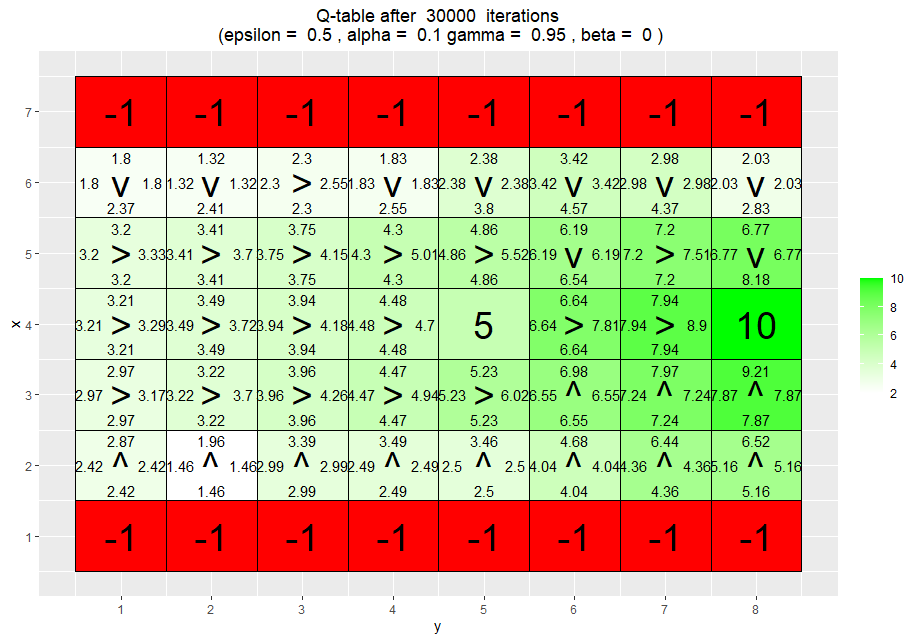 Q-table after 30000 iterations
(epsilon = 0.5 , alpha = 0.1 gamma = 0.95 , beta = 0 )
7
-1 -1 -1 -1 -1 -1 -1 -1
1.8 1.32 2.3 1.83 2.38 3.42 2.98 2.03
6
1.8 v 1.8 1.32 v 1.32 2.3 > 2.55 1.83 v 1.83 2.38 v 2.38 3.42 v 3.42 2.98 v 2.98 2.03 v 2.03
2.37 2.41 2.3 2.55 3.8 4.57 4.37 2.83
3.2 3.41 3.75 4.3 4.86 6.19 7.2 6.77
5
3.2 > 3.33 3.41 > 3.7 3.75 > 4.15 4.3 > 5.01 4.86 > 5.52 6.19 v 6.19 7.2 > 7.51 6.77 v 6.77
3.2 3.41 3.75 4.3 4.86 6.54 7.2 8.18
3.21 3.49 3.94 4.48 6.64 7.94
x
4
3.21 > 3.29 3.49 > 3.72 3.94 > 4.18 4.48 > 4.7 5 6.64 > 7.81 7.94 > 8.9 10
3.21 3.49 3.94 4.48 6.64 7.94
2.97 3.22 3.96 4.47 5.23 6.98 7.97 9.21
3
2.97 > 3.17 3.22 > 3.7 3.96 > 4.26 4.47 > 4.94 5.23 > 6.02 6.55 ^ 6.55 7.24 ^ 7.24 7.87 ^ 7.87
2.97 3.22 3.96 4.47 5.23 6.55 7.24 7.87
2.87 1.96 3.39 3.49 3.46 4.68 6.44 6.52
2
2.42 ^ 2.42 1.46 ^ 1.46 2.99 ^ 2.99 2.49 ^ 2.49 2.5 ^ 2.5 4.04 ^ 4.04 4.36 ^ 4.36 5.16 ^ 5.16
2.42 1.46 2.99 2.49 2.5 4.04 4.36 5.16
1
-1 -1 -1 -1 -1 -1 -1 -1
1 2 3 4 5 6 7 8
y
10
8
6
4
2